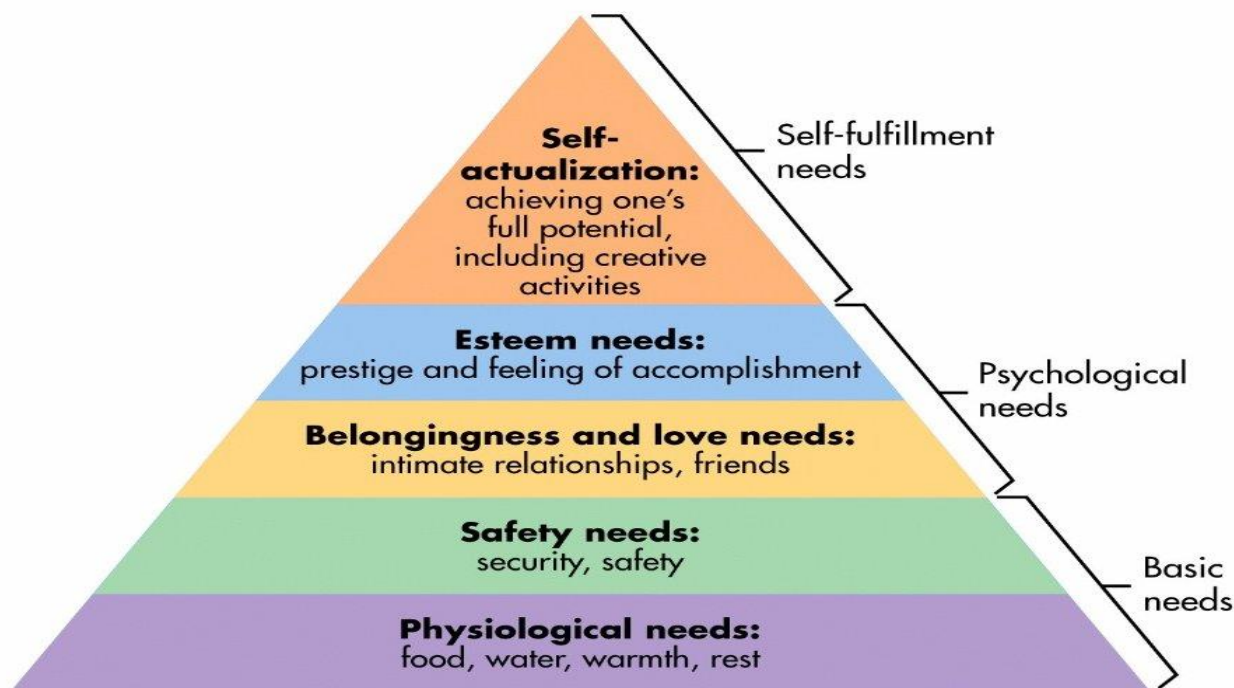 Self-
actualization:
achieving one's
full potential,
including creative
activities
Self-fulfillment
needs
Esteem needs:
prestige and feeling of accomplishment
Psychological
needs
Belongingness and love needs:
intimate relationships, friends
Safety needs:
security, safety
Basic
needs
Physiological needs:
food, water, warmth, rest